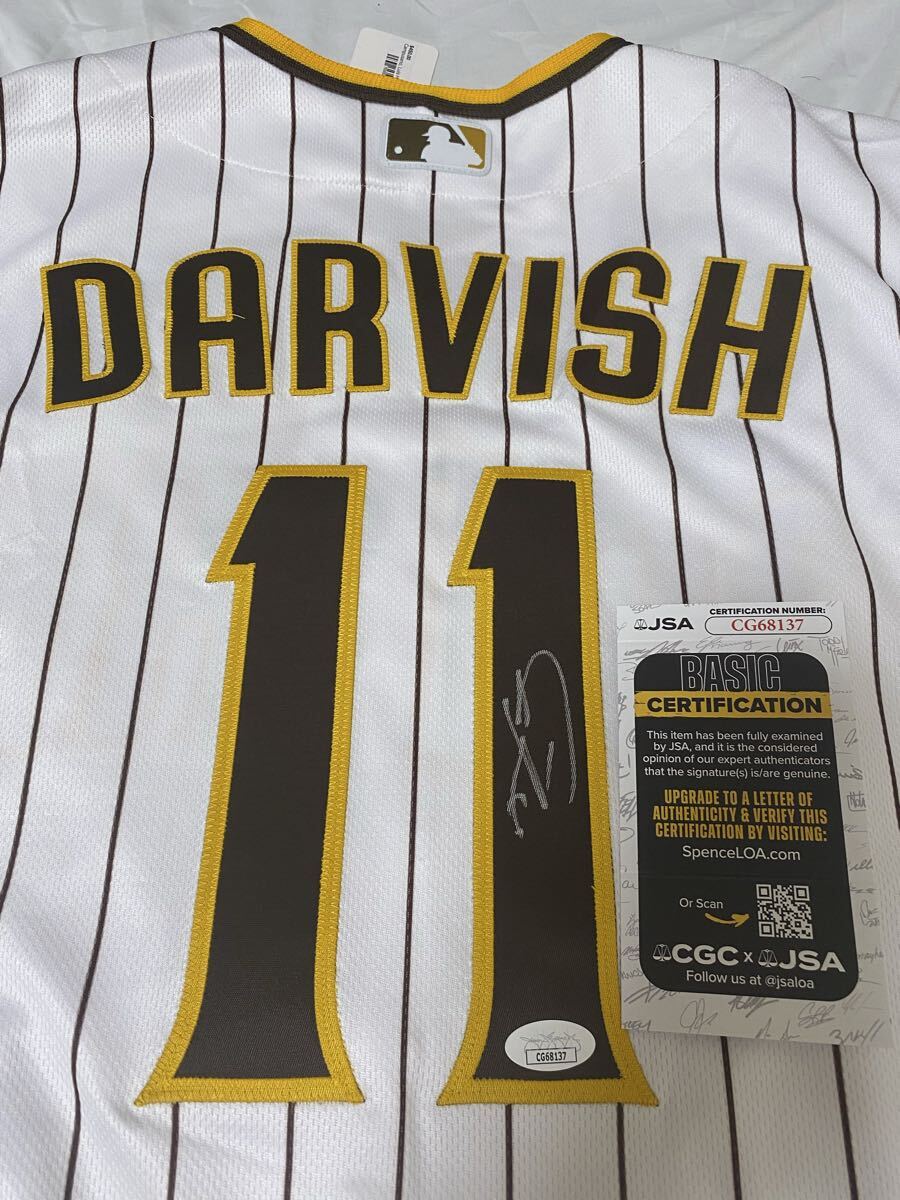 $450.00
DARVISH
11
JSA
CERTIFICATION NUMBER:
CG68137
BASIC
CERTIFICATION
This item has been fully examined
by JSA, and it is the considered
opinion of our expert authenticators
that the signature(s) is/are genuine.
UPGRADE TO A LETTER OF
AUTHENTICITY & VERIFY THIS
CERTIFICATION BY VISITING:
SpenceLOA.com
Or Scan
CGC x JSA
Follow us at @jsaloa
CG68137